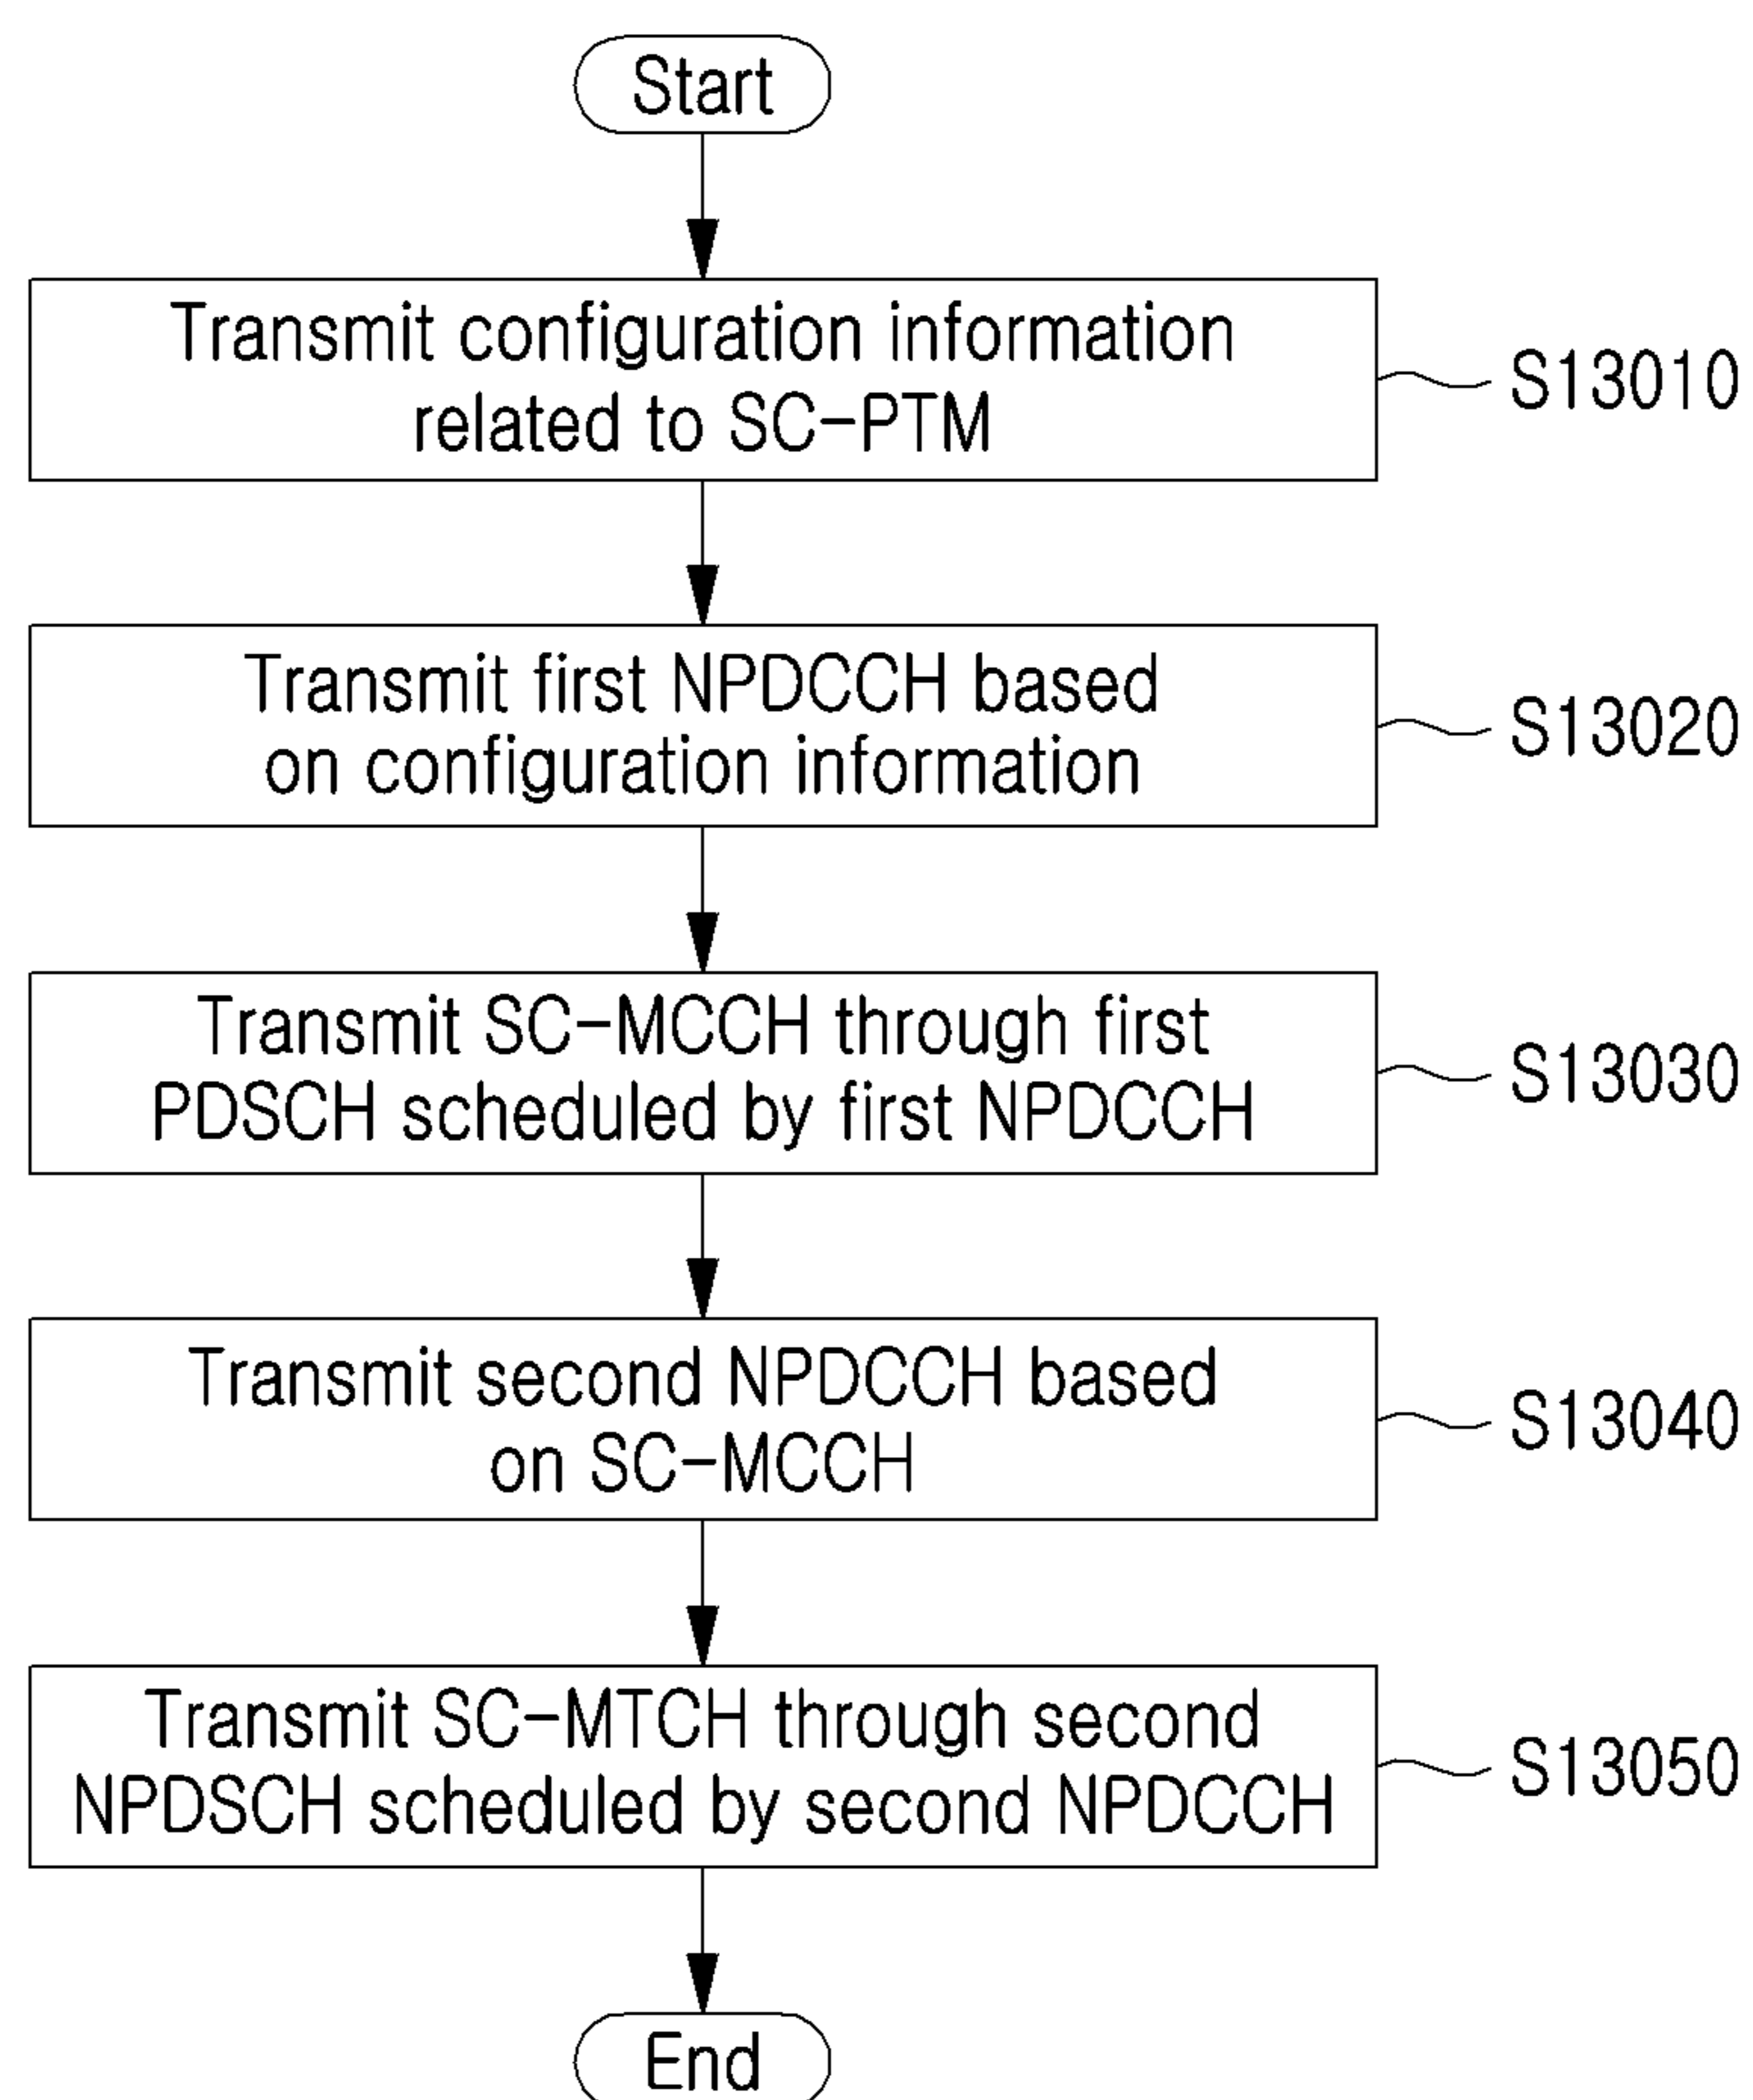 Start
Transmit configuration information
related to SC-PTM
S13010
Transmit first NPDCCH based
on configuration information
S13020
Transmit SC-MCCH through first
PDSCH scheduled by first NPDCCH
S13030
Transmit second NPDCCH based
on SC-MCCH
S13040
Transmit SC-MTCH through second
NPDSCH scheduled by second NPDCCH
S13050
End